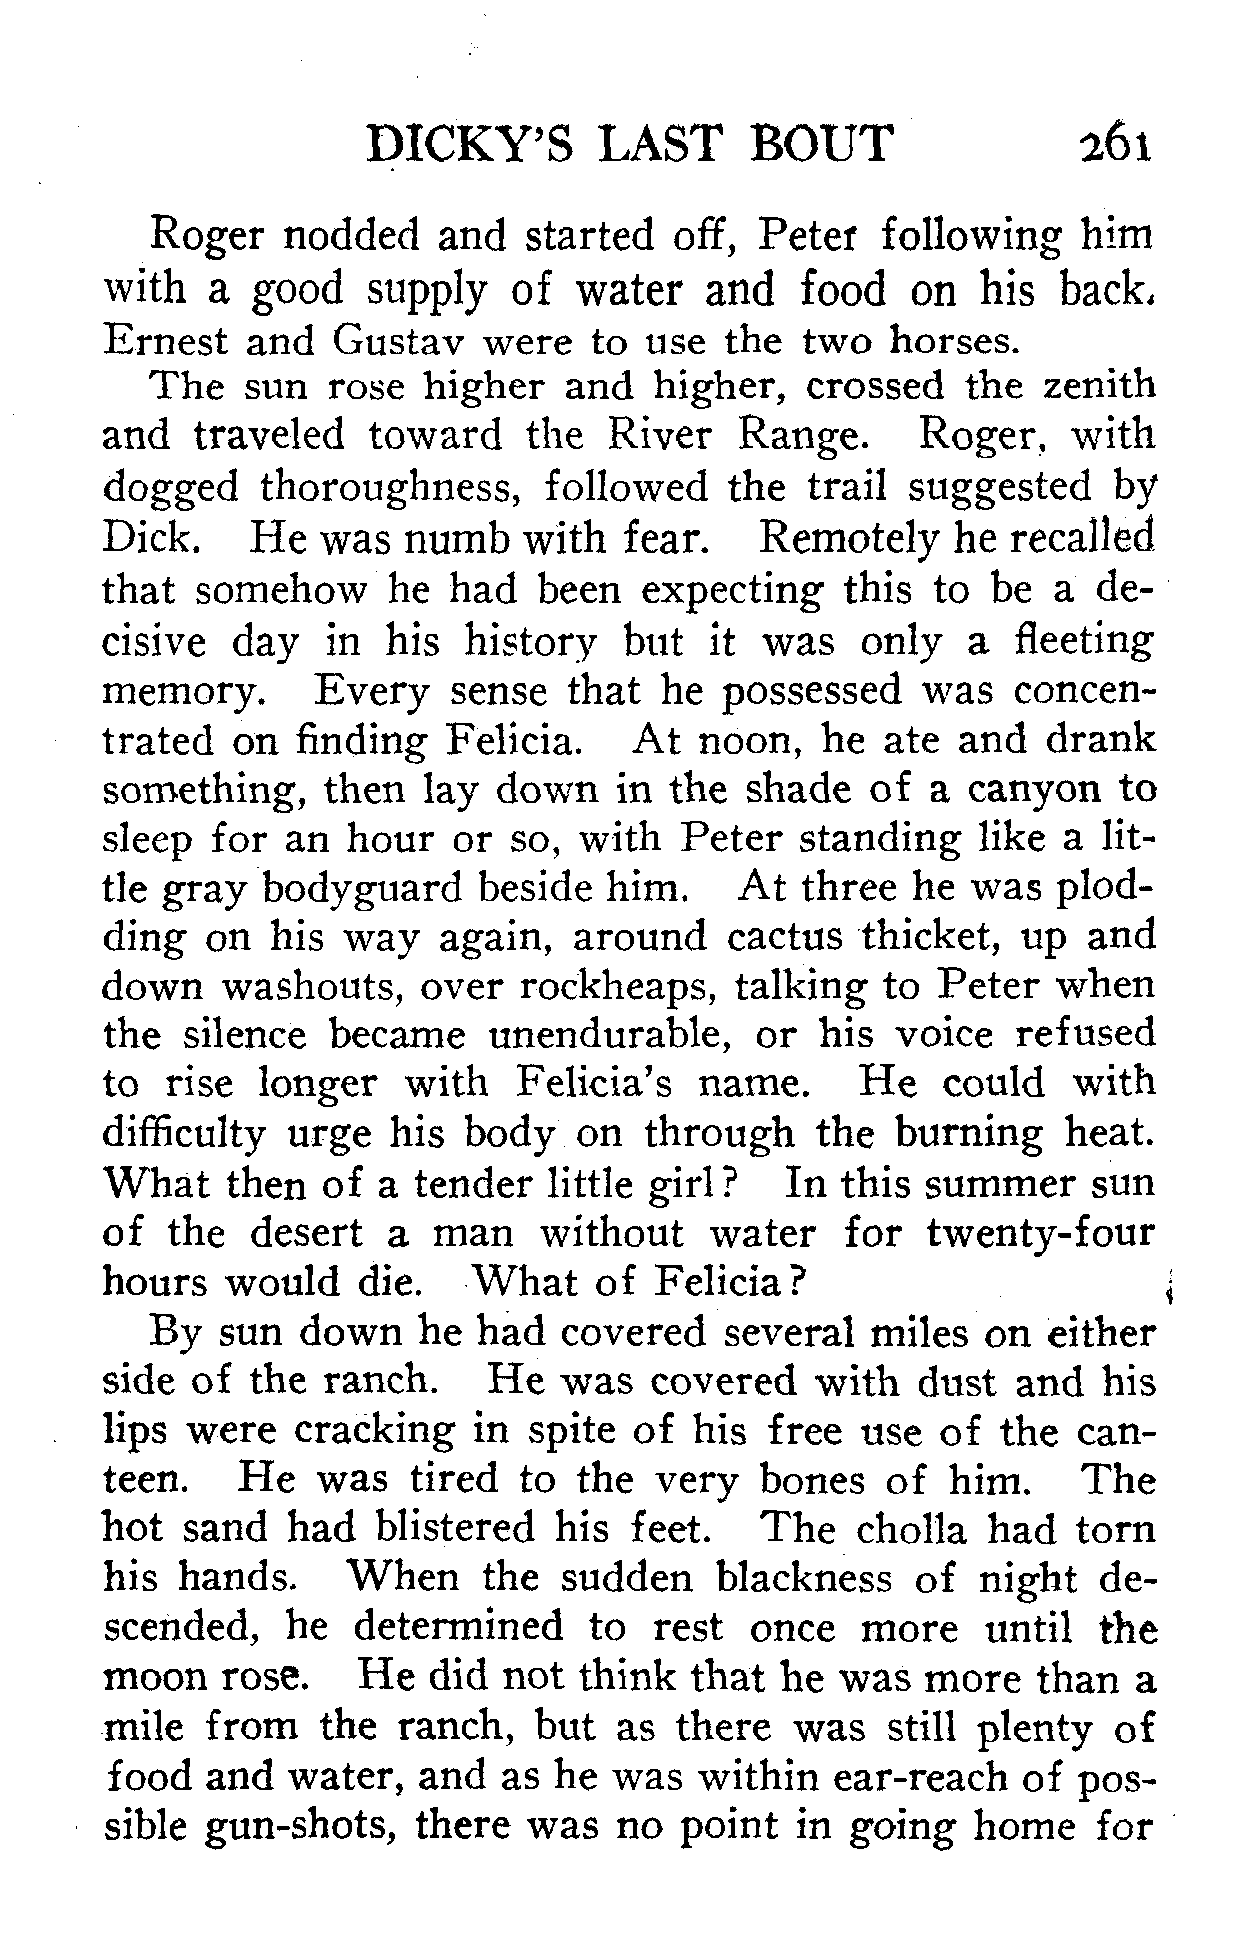 DICKY'S LAST BOUT 261
Roger nodded and started off, Peter following him
with a good supply of water and food on his back.
Ernest and Gustav were to use the two horses.
The sun rose higher and higher, crossed the zenith
and traveled toward the River Range. Roger, with
dogged thoroughness, followed the trail suggested by
Dick. He was numb with fear. Remotely he recalled
that somehow he had been expecting this to be a de-
cisive day in his history but it was only a fleeting
memory. Every sense that he possessed was concen-
trated on finding Felicia. At noon, he ate and drank
something, then lay down in the shade of a canyon to
sleep for an hour or so, with Peter standing like a lit-
tle gray bodyguard beside him. At three he was plod-
ding on his way again, around cactus thicket, up and
down washouts, over rockheaps, talking to Peter when
the silence became unendurable, or his voice refused
to rise longer with Felicia's name. He could with
difficulty urge his body on through the burning heat.
What then of a tender little girl? In this summer sun
of the desert a man without water for twenty-four
hours would die. What of Felicia?
By sun down he had covered several miles on either
side of the ranch. He was covered with dust and his
lips were cracking in spite of his free use of the can-
teen. He was tired to the very bones of him. The
hot sand had blistered his feet. The cholla had torn
his hands. When the sudden blackness of night de-
scended, he determined to rest once more until the
moon rose. He did not think that he was more than a
mile from the ranch, but as there was still plenty of
food and water, and as he was within ear-reach of pos-
sible gun-shots, there was no point in going home for